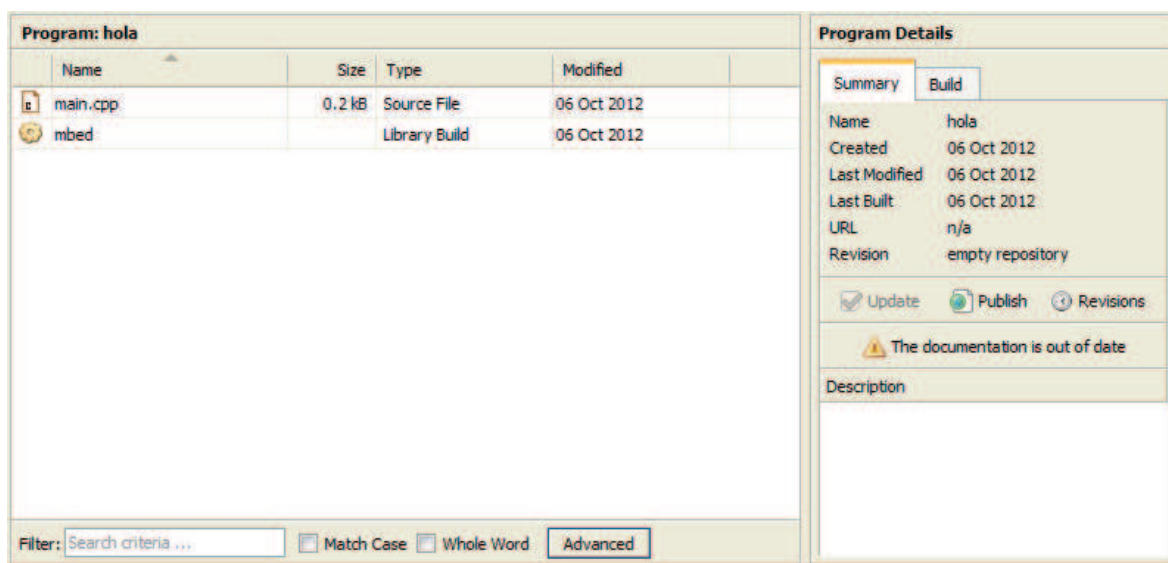 Program: hola
Name Size Type Modified
main.cpp 0.2 kB Source File 06 Oct 2012
mbed Library Build 06 Oct 2012
Filter: Search criteria ... Match Case Whole Word Advanced
Program Details
Summary Build
Name hola
Created 06 Oct 2012
Last Modified 06 Oct 2012
Last Built 06 Oct 2012
URL n/a
Revision empty repository
Update Publish Revisions
The documentation is out of date
Description